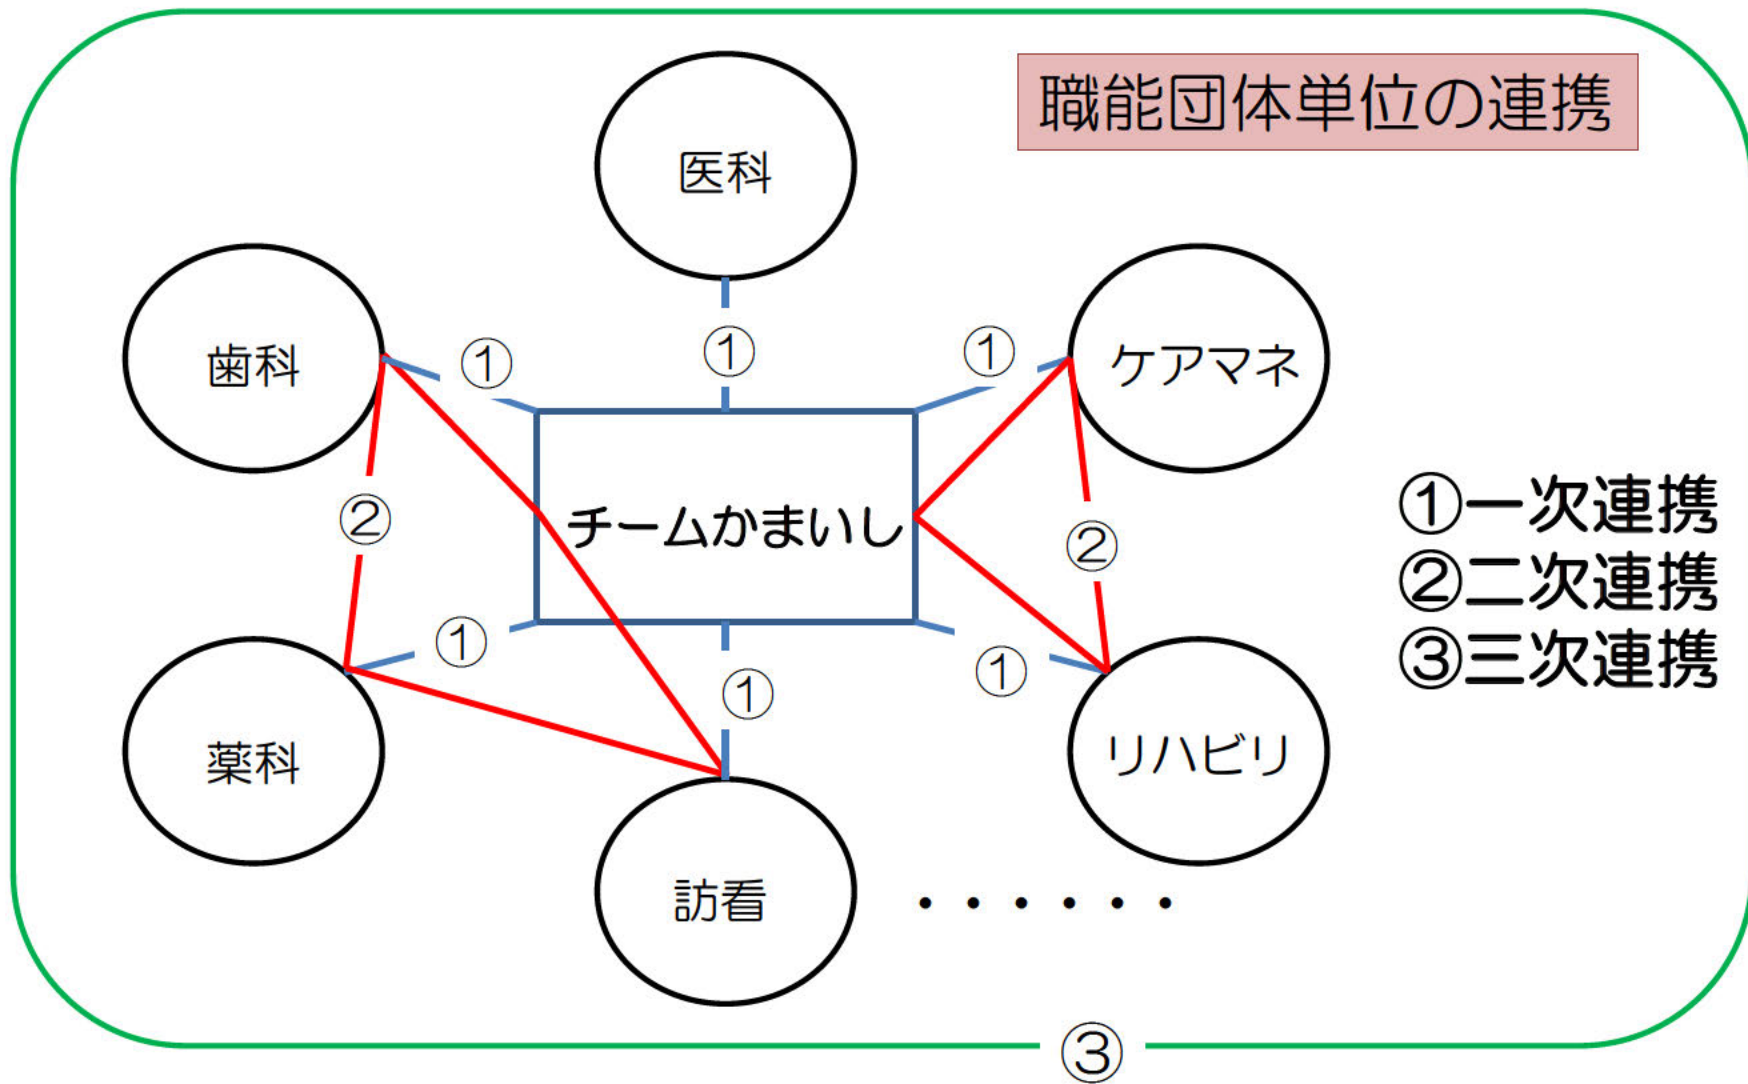 職能団体単位の連携
医科
歯科
ケアマネ
①
①
①
チームかまいし
②
②
①一次連携
②二次連携
③三次連携
①
①
①
薬科
リハビリ
訪看
・・・・・・
③